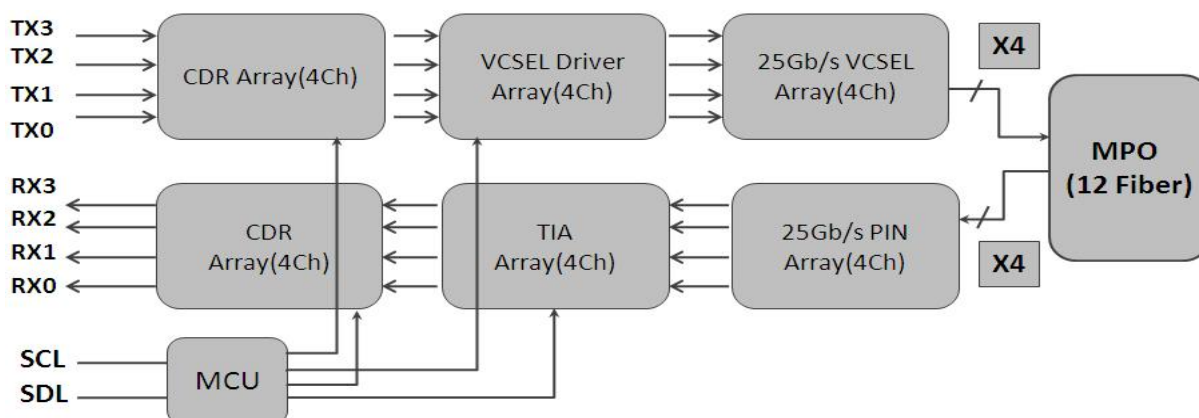 TX3
TX2
TX1
TX0
CDR Array(4Ch)
VCSEL Driver
Array(4Ch)
25Gb/s VCSEL
Array(4Ch)
X4
MPO
(12 Fiber)
RX3
RX2
RX1
RX0
CDR
Array(4Ch)
TIA
Array(4Ch)
25Gb/s PIN
Array(4Ch)
X4
SCL
SDL
MCU